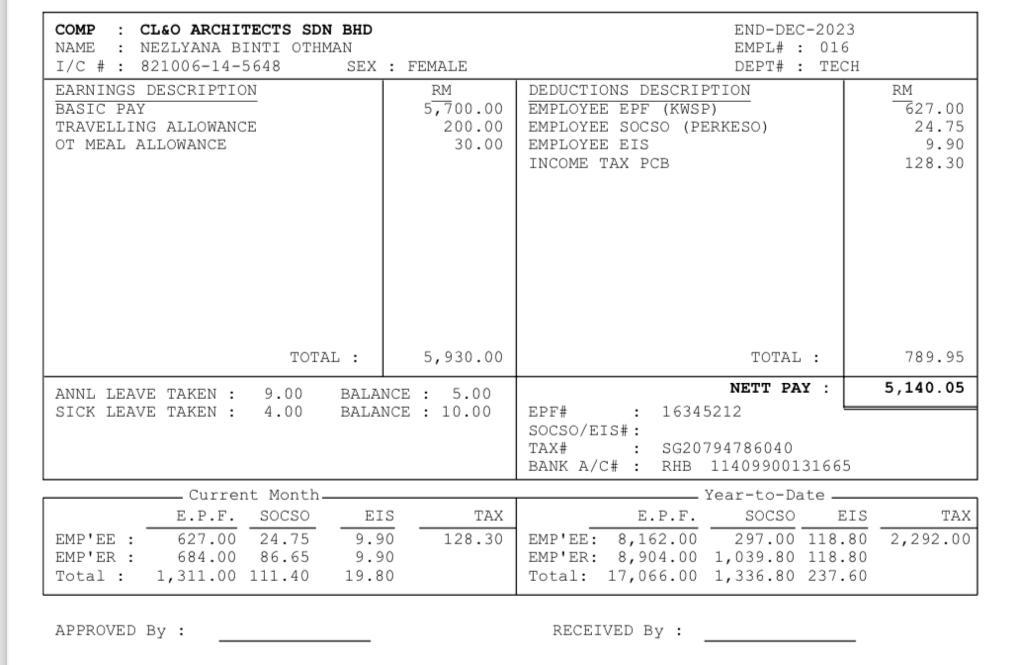 COMP : CL&O ARCHITECTS SDN BHD END-DEC-2023
NAME : NEZLYANA BINTI OTHMAN EMPL# : 016
I/C # : 821006-14-5648 SEX : FEMALE DEPT# : TECH
EARNINGS DESCRIPTION RM DEDUCTIONS DESCRIPTION RM
BASIC PAY 5,700.00 EMPLOYEE EPF (KWSP) 627.00
TRAVELLING ALLOWANCE 200.00 EMPLOYEE SOCSO (PERKESO) 24.75
OT MEAL ALLOWANCE 30.00 EMPLOYEE EIS 9.90
INCOME TAX PCB 128.30
TOTAL : 5,930.00 TOTAL : 789.95
NETT PAY : 5,140.05
ANNL LEAVE TAKEN : 9.00 BALANCE : 5.00
SICK LEAVE TAKEN : 4.00 BALANCE : 10.00 EPF# : 16345212
SOCSO/EIS# :
TAX# : SG20794786040
BANK A/C# : RHB 11409900131665
Current Month Year-to-Date
E.P.F. SOCSO EIS TAX E.P.F. SOCSO EIS TAX
EMP'EE : 627.00 24.75 9.90 128.30 EMP'EE: 8,162.00 297.00 118.80 2,292.00
EMP'ER : 684.00 86.65 9.90 EMP'ER: 8,904.00 1,039.80 118.80
Total : 1,311.00 111.40 19.80 Total: 17,066.00 1,336.80 237.60
APPROVED By : RECEIVED By :